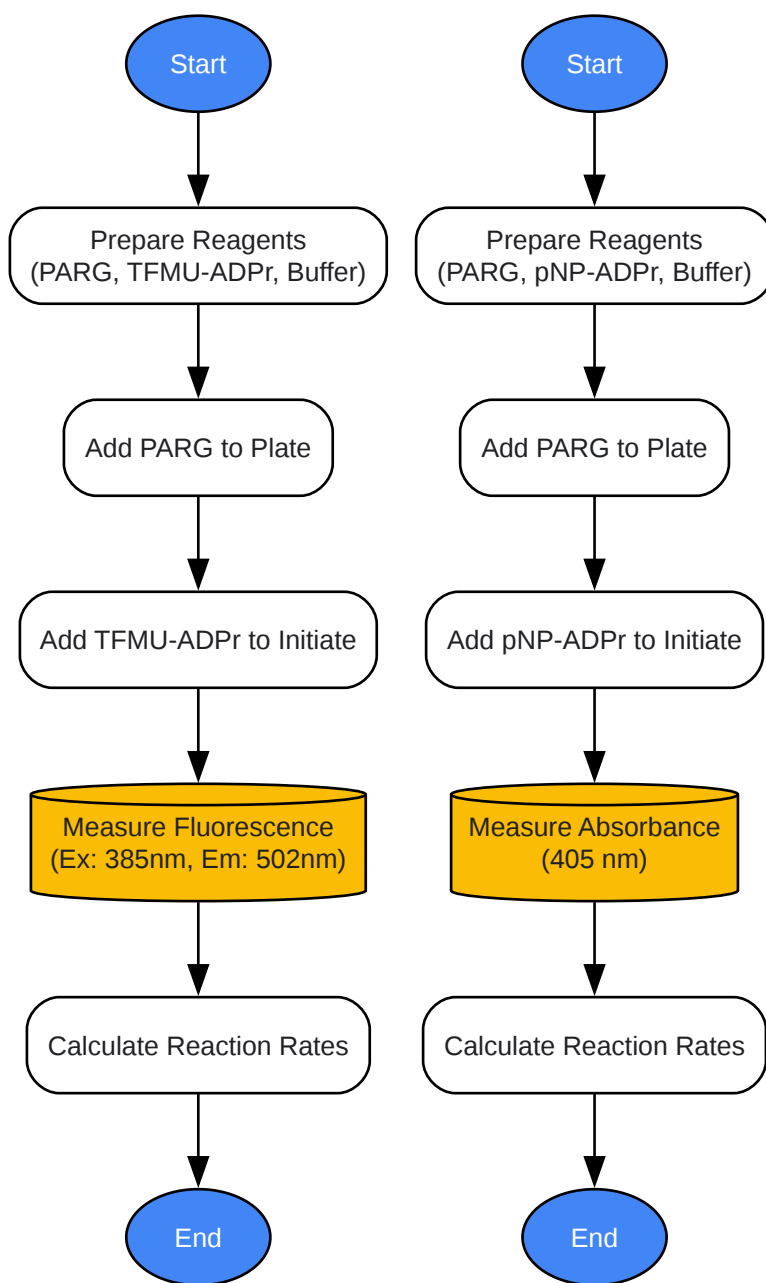 Start
Prepare Reagents
(PARG, TFMU-ADPr, Buffer)
Add PARG to Plate
Add TFMU-ADPr to Initiate
Measure Fluorescence
(Ex: 385nm, Em: 502nm)
Calculate Reaction Rates
End
Start
Prepare Reagents
(PARG, pNP-ADPr, Buffer)
Add PARG to Plate
Add pNP-ADPr to Initiate
Measure Absorbance
(405 nm)
Calculate Reaction Rates
End